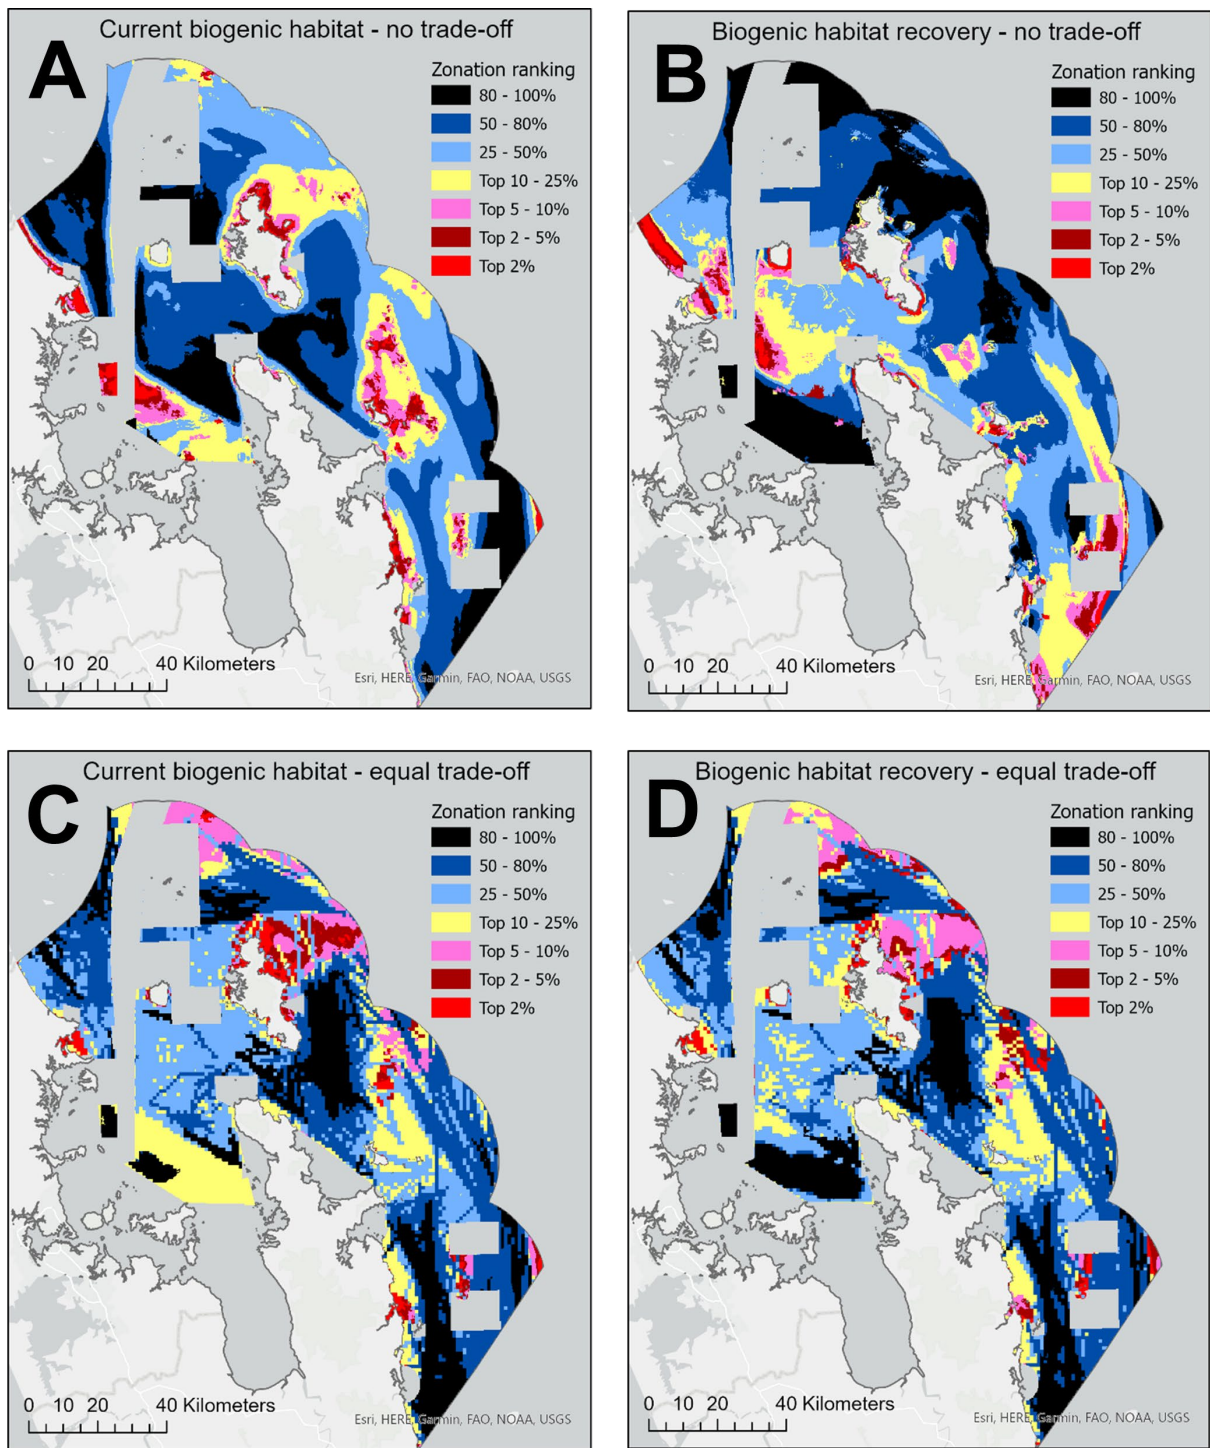 Current biogenic habitat - no trade-off
A
Zonation ranking
80 - 100%
50 - 80%
25 - 50%
Top 10 - 25%
Top 5 - 10%
Top 2 - 5%
Top 2%
0 10 20 40 Kilometers
Esri, HERE, Garmin, FAO, NOAA, USGS
Biogenic habitat recovery - no trade-off
B
Zonation ranking
80 - 100%
50 - 80%
25 - 50%
Top 10 - 25%
Top 5 - 10%
Top 2 - 5%
Top 2%
0 10 20 40 Kilometers
Esri, HERE, Garmin, FAO, NOAA, USGS
Current biogenic habitat - equal trade-off
C
Zonation ranking
80 - 100%
50 - 80%
25 - 50%
Top 10 - 25%
Top 5 - 10%
Top 2 - 5%
Top 2%
0 10 20 40 Kilometers
Esri, HERE, Garmin, FAO, NOAA, USGS
Biogenic habitat recovery - equal trade-off
D
Zonation ranking
80 - 100%
50 - 80%
25 - 50%
Top 10 - 25%
Top 5 - 10%
Top 2 - 5%
Top 2%
0 10 20 40 Kilometers
Esri, HERE, Garmin, FAO, NOAA, USGS